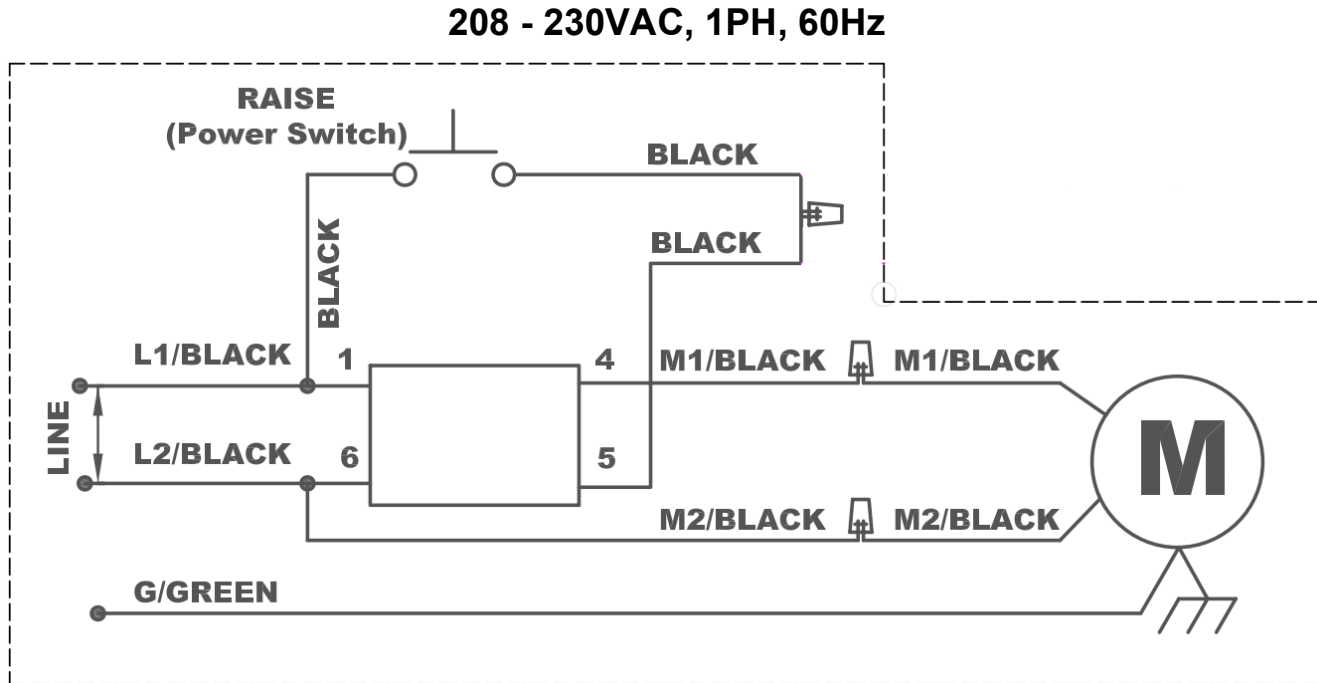 208 - 230VAC, 1PH, 60Hz
RAISE
(Power Switch)
BLACK
BLACK
BLACK
L1/BLACK
1
4
M1/BLACK
M1/BLACK
LINE
L2/BLACK
6
5
M
M2/BLACK
M2/BLACK
G/GREEN